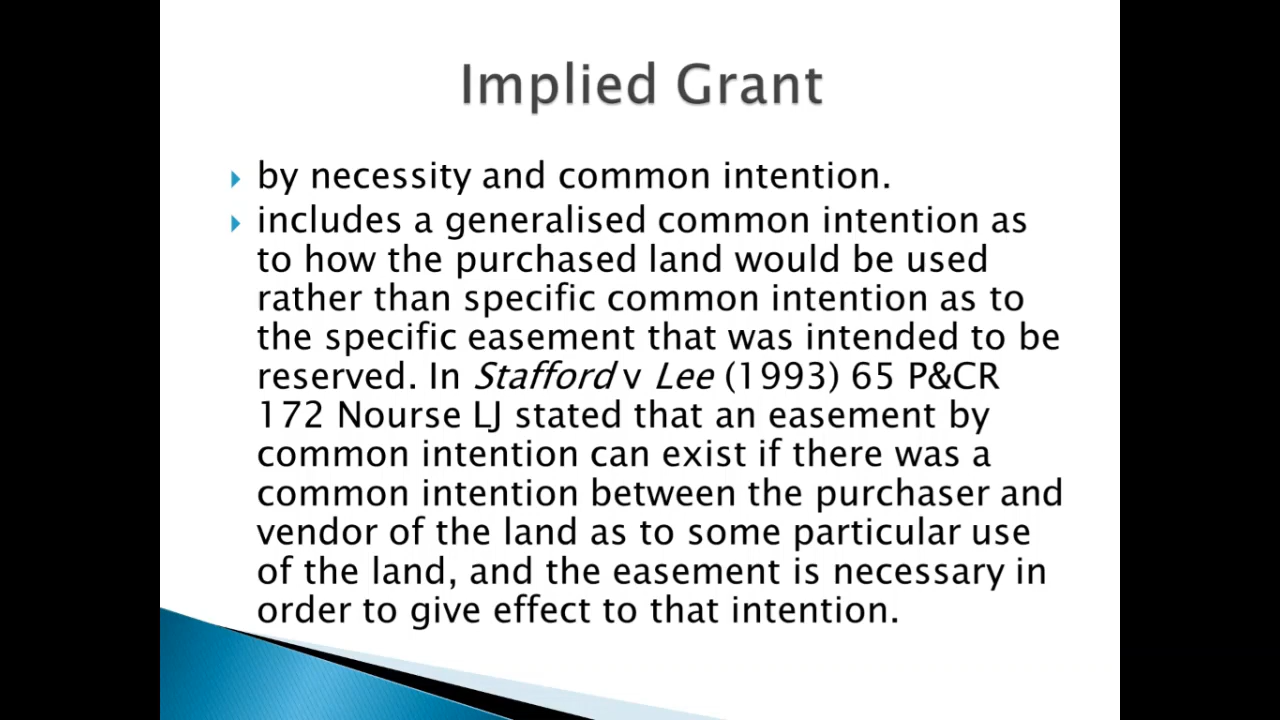 Implied Grant
by necessity and common intention.
includes a generalised common intention as
to how the purchased land would be used
rather than specific common intention as to
the specific easement that was intended to be
reserved. In Stafford v Lee (1993) 65 P&CR
172 Nourse LJ stated that an easement by
common intention can exist if there was a
common intention between the purchaser and
vendor of the land as to some particular use
of the land, and the easement is necessary in
order to give effect to that intention.